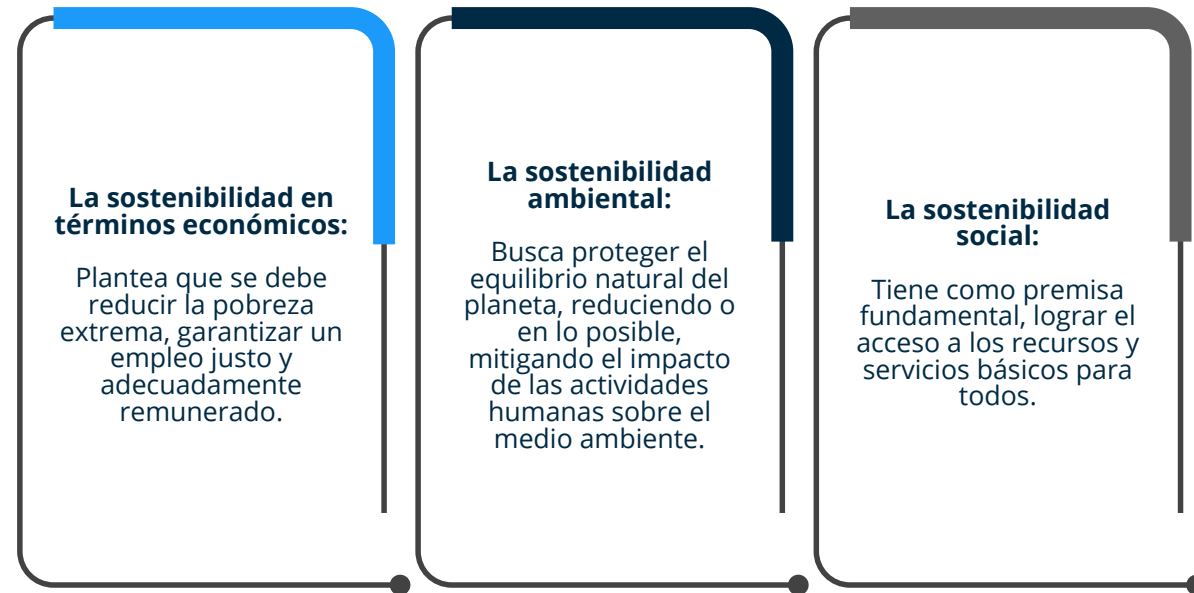 La sostenibilidad en
términos económicos:
Plantea que se debe
reducir la pobreza
extrema, garantizar un
empleo justo y
adecuadamente
remunerado.
La sostenibilidad
ambiental:
Busca proteger el
equilibrio natural del
planeta, reduciendo o
en lo posible,
mitigando el impacto
de las actividades
humanas sobre el
medio ambiente.
La sostenibilidad
social:
Tiene como premisa
fundamental, lograr el
acceso a los recursos y
servicios básicos para
todos.